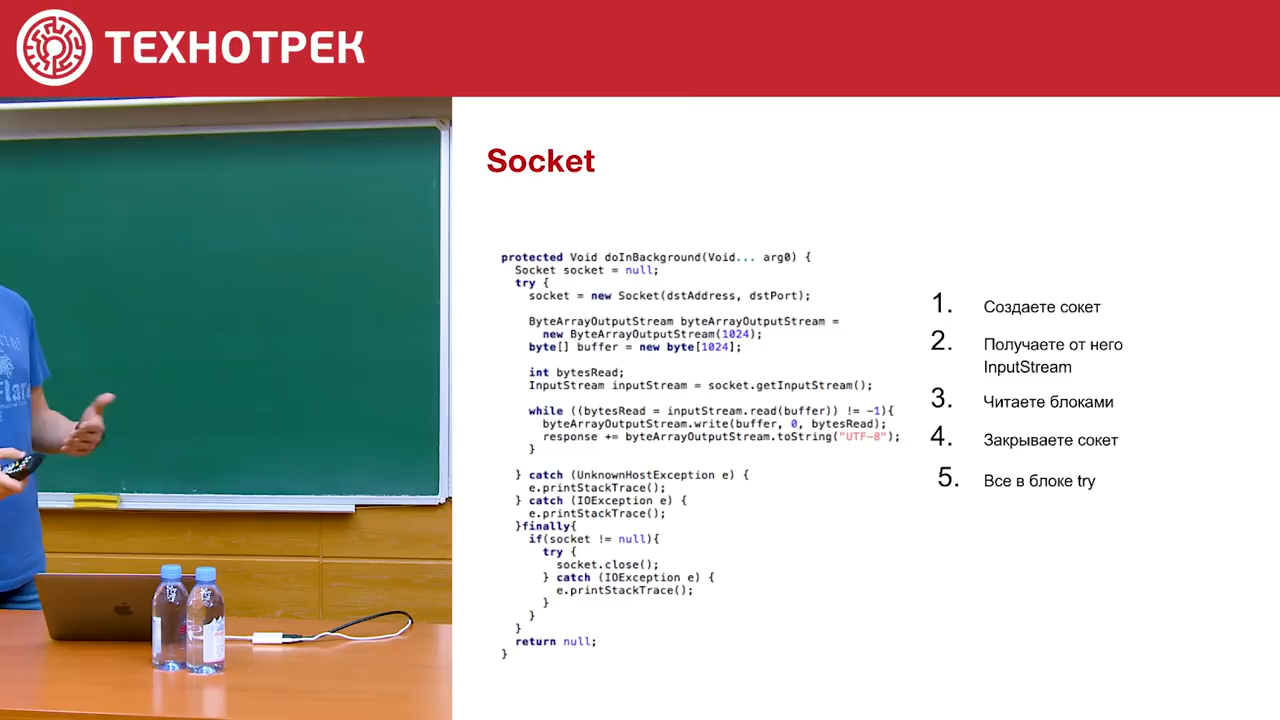 ТЕХНОТРЕК
Socket
protected Void doInBackground(Void... arg0) {
Socket socket = null;
try {
socket = new Socket(dstAddress, dstPort);
ByteArrayOutputStream byteArrayOutputStream =
new ByteArrayOutputStream(1024);
byte[] buffer = new byte[1024];
int bytesRead;
InputStream inputStream = socket.getInputStream();
while ((bytesRead = inputStream.read(buffer)) != -1){
byteArrayOutputStream.write(buffer, 0, bytesRead);
response += byteArrayOutputStream.toString("UTF-8");
}
} catch (UnknownHostException e) {
e.printStackTrace();
} catch (IOException e) {
e.printStackTrace();
}finally{
if(socket != null){
try {
socket.close();
} catch (IOException e) {
e.printStackTrace();
}
}
}
return null;
}
1. Создаете сокет
2. Получаете от него
InputStream
3. Читаете блоками
4. Закрываете сокет
5. Все в блоке try